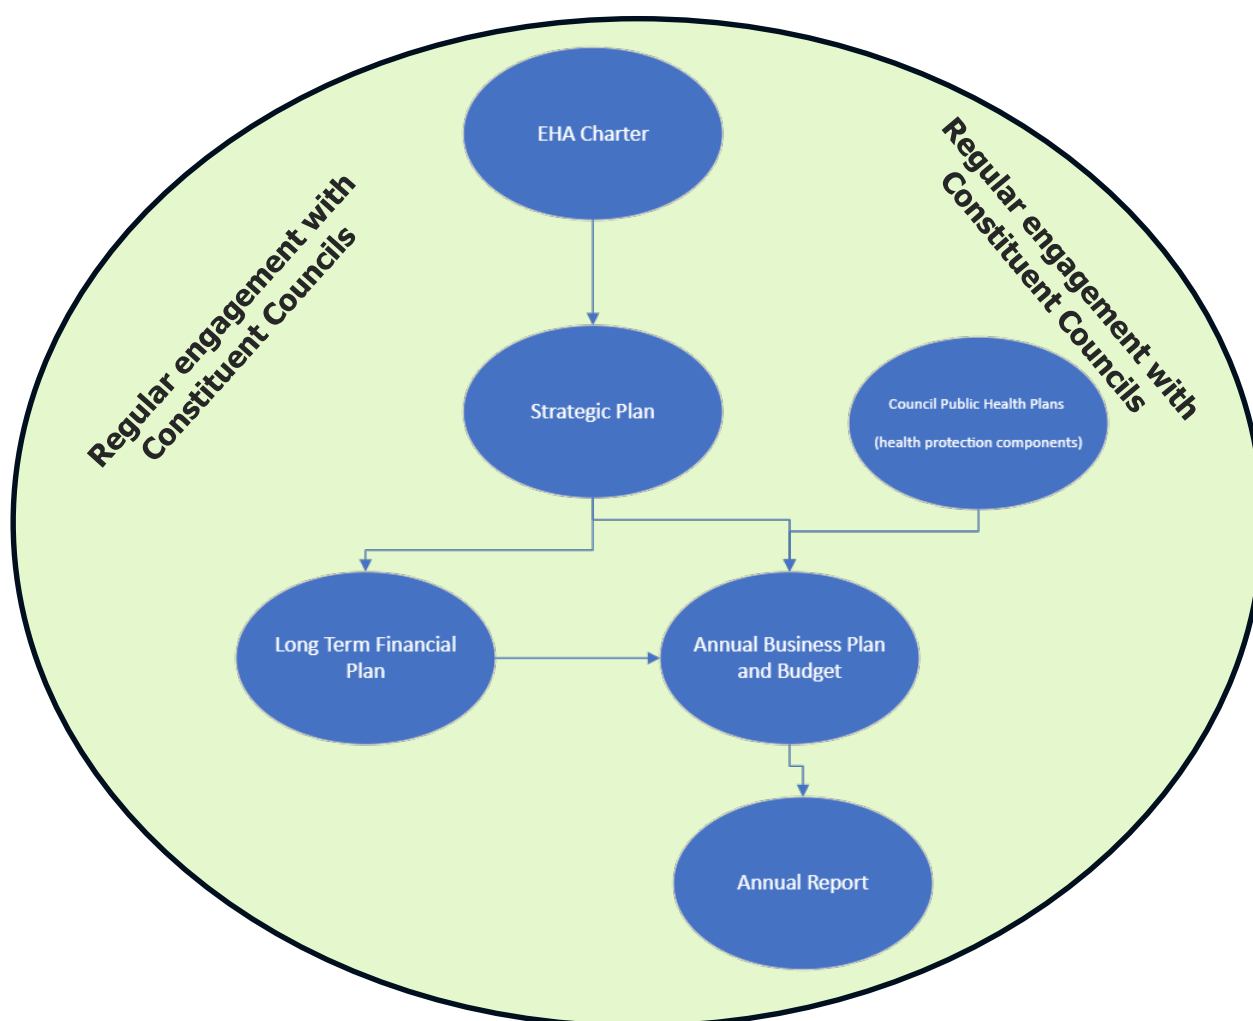 EHA Charter
Regular engagement with
Constituent Councils
Regular engagement with
Constituent Councils
Strategic Plan
Council Public Health Plans
(health protection components)
Long Term Financial
Plan
Annual Business Plan
and Budget
Annual Report